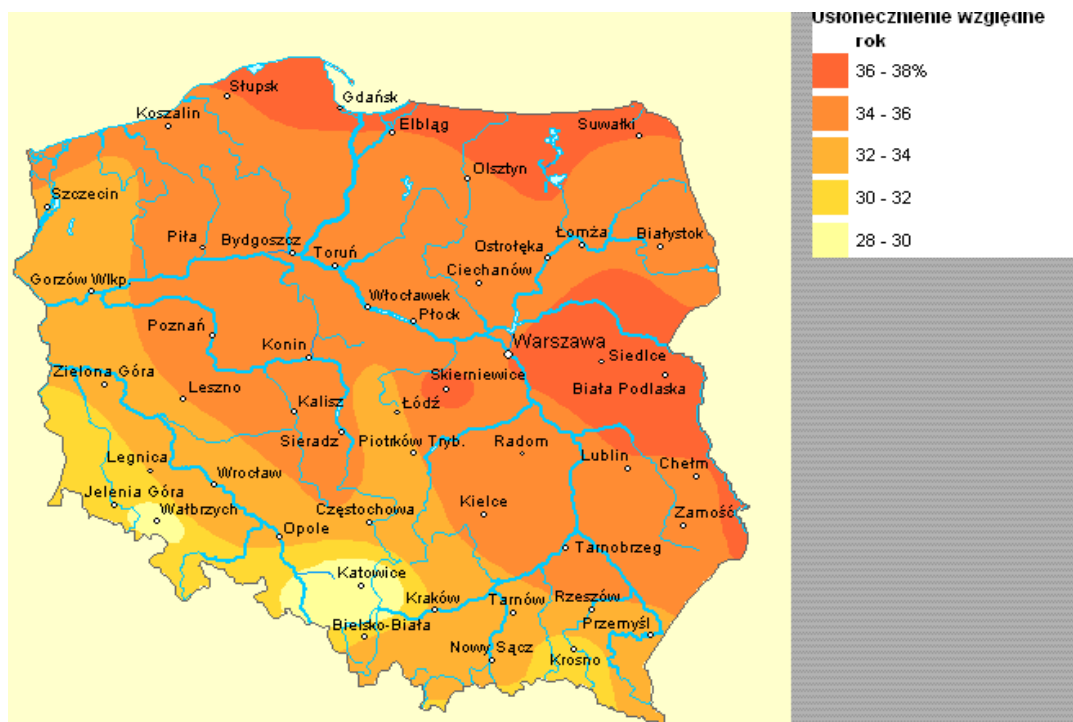 Usłonecznienie względne
rok
36 - 38%
34 - 36
32 - 34
30 - 32
28 - 30
Słupsk
Gdańsk
Koszalin
Elbląg
Suwałki
Olsztyn
Szczecin
Piła
Bydgoszcz
Toruń
Ostrołęka
Łomża
Białystok
Ciechanów
Gorzów Wlkp.
Włocławek
Płock
Poznań
Konin
Warszawa
Siedlce
Zielona Góra
Leszno
Skierniewice
Biała Podlaska
Kalisz
Łódź
Sieradz
Piotrków Tryb.
Radom
Lublin
Chełm
Legnica
Wrocław
Jelenia Góra
Wałbrzych
Częstochowa
Kielce
Zamość
Opole
Tarnobrzeg
Katowice
Kraków
Tarnów
Rzeszów
Bielsko-Biała
Przemyśl
Nowy Sącz
Krosno